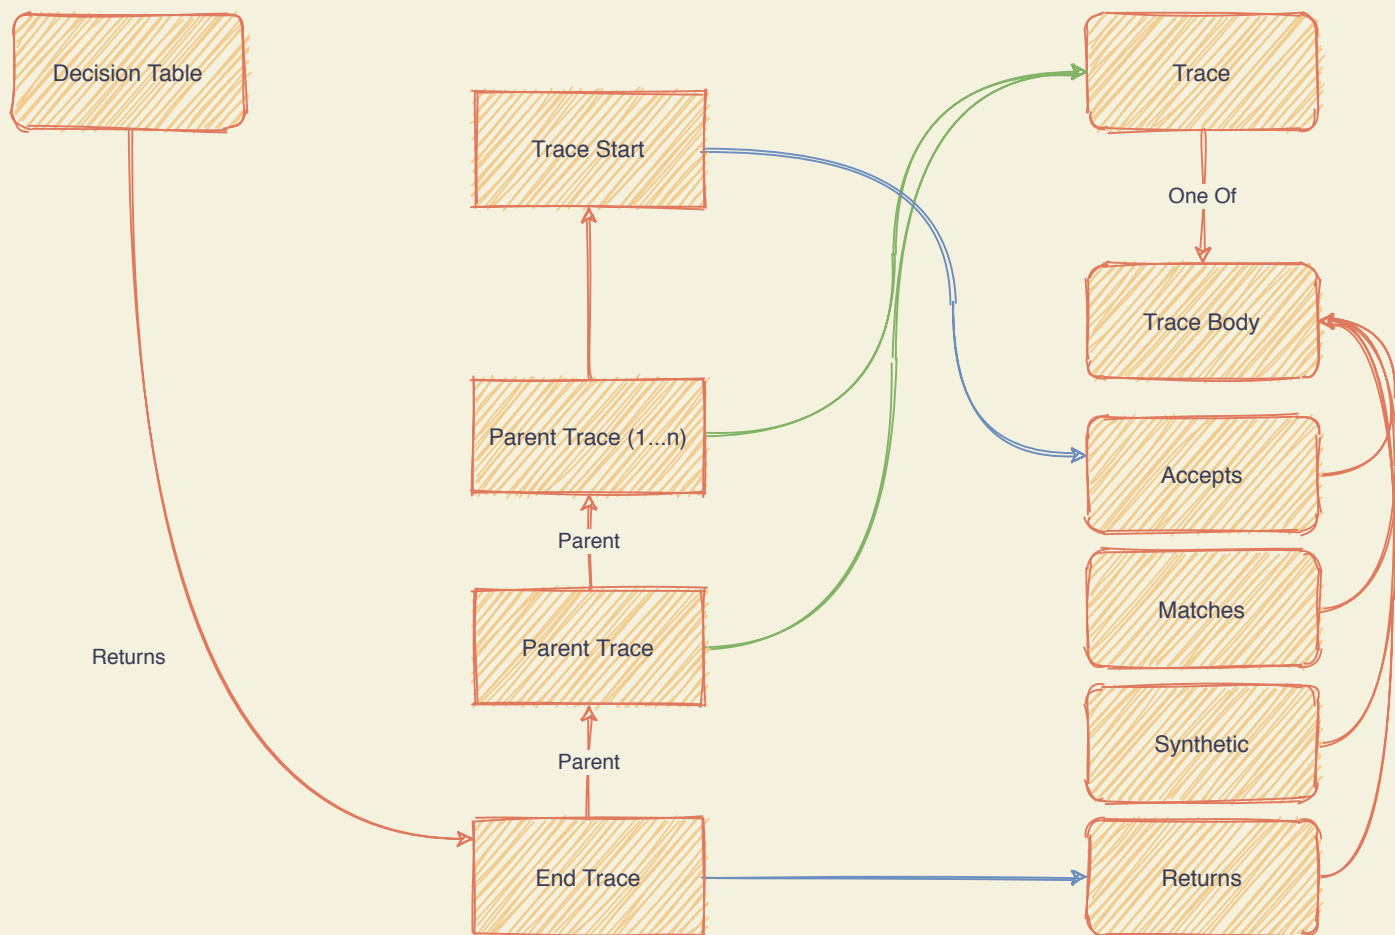 Decision Table
Trace
Trace Start
One Of
Trace Body
Parent Trace (1...n)
Accepts
Parent
Matches
Parent Trace
Returns
Synthetic
Parent
End Trace
Returns